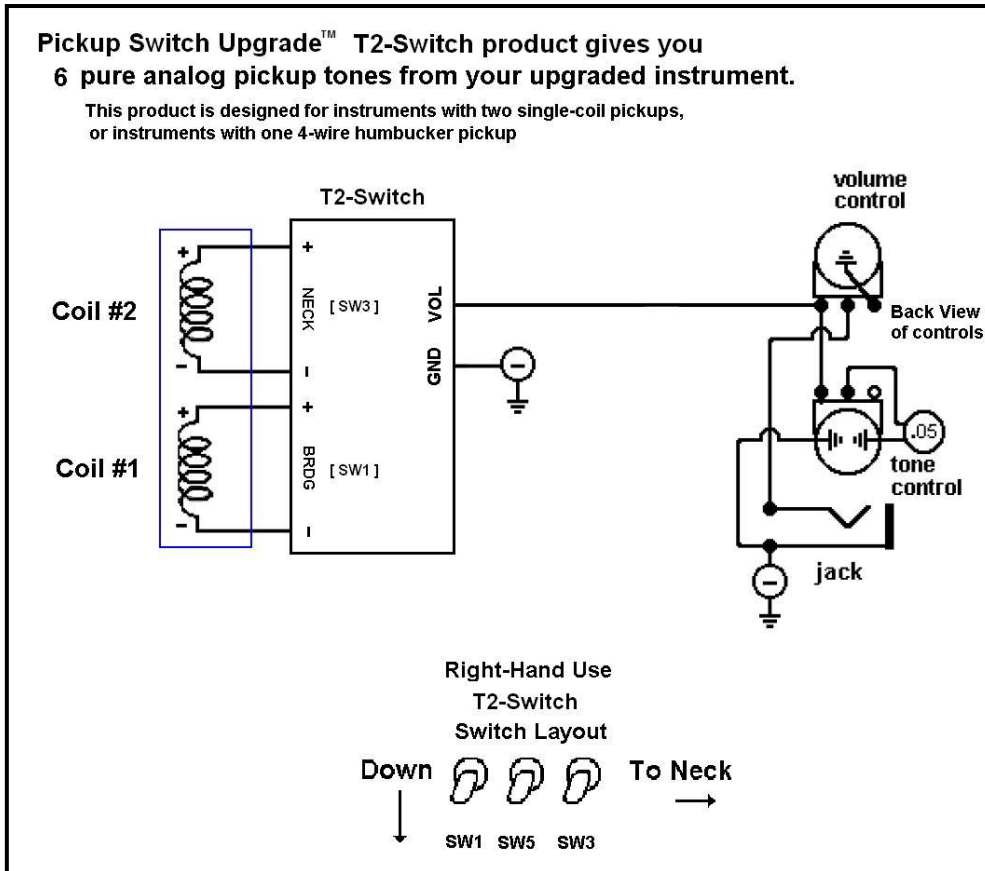 Pickup Switch Upgrade™ T2-Switch product gives you
6 pure analog pickup tones from your upgraded instrument.
This product is designed for instruments with two single-coil pickups,
or instruments with one 4-wire humbucker pickup
T2-Switch
volume
control
+
+
NECK
[ SW3 ]
VOL
Coil #2
Back View
of controls
-
-
GND
-
+
+
.05
BRDG
[ SW1 ]
Coil #1
tone
control
-
-
jack
-
Right-Hand Use
T2-Switch
Switch Layout
Down
To Neck
SW1 SW5 SW3